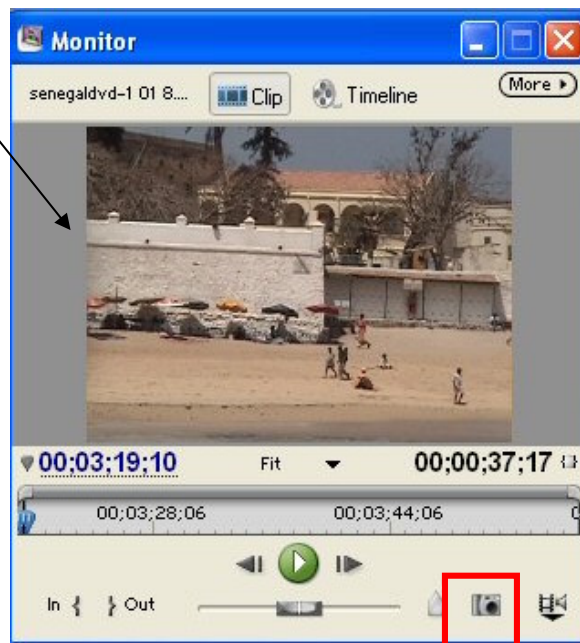 Monitor
senegaldvd-1 01 8.... Clip Timeline More
00;03;19;10 Fit 00;00;37;17
00;03;28;06 00;03;44;06 0
In { } Out